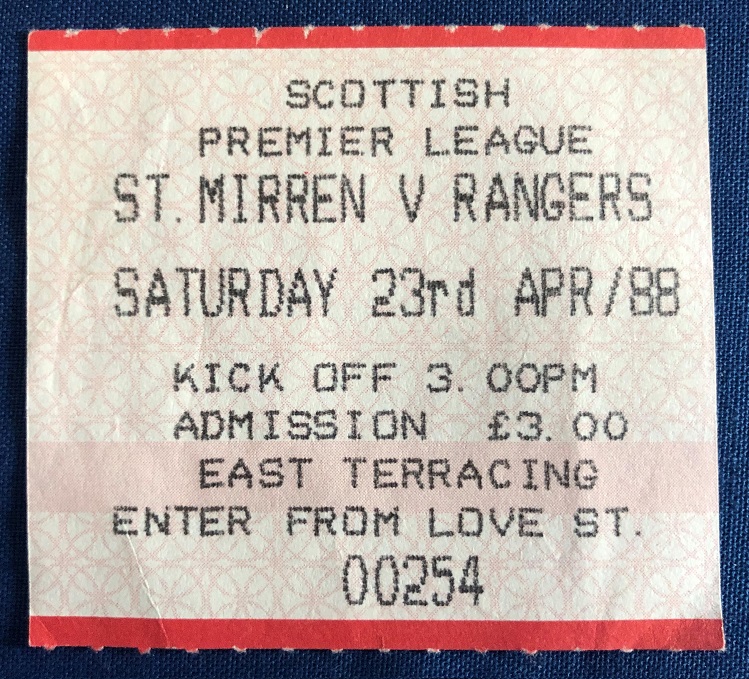 SCOTTISH
PREMIER LEAGUE
ST. MIRREN V RANGERS
SATURDAY 23rd APR/88
KICK OFF 3. 00PM
ADMISSION £3. 00
EAST TERRACING
ENTER FROM LOVE ST.
00254